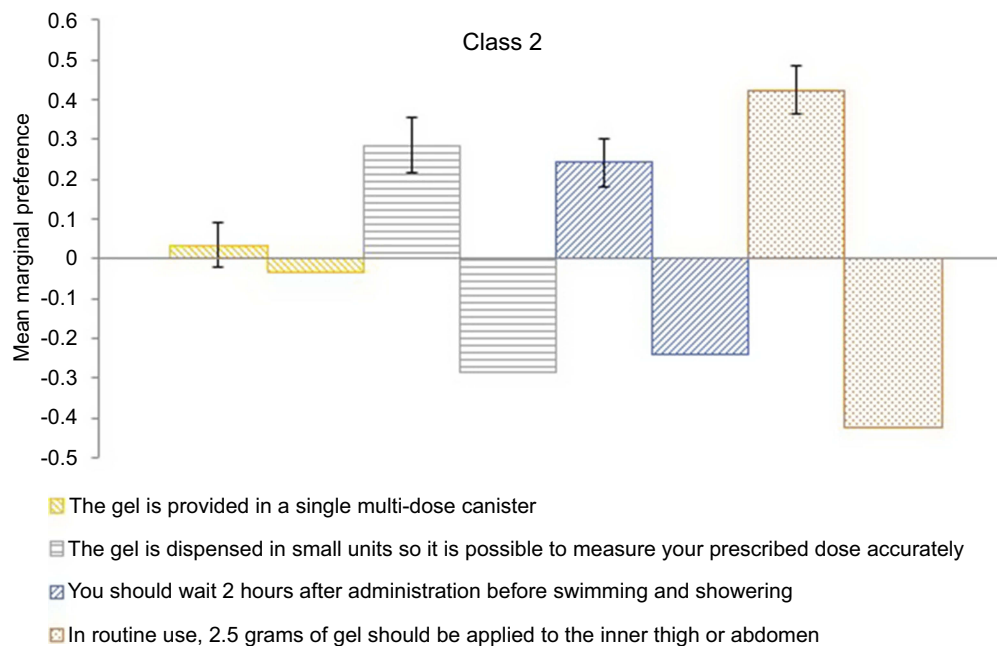 Class 2
Mean marginal preference
0.6
0.5
0.4
0.3
0.2
0.1
0
-0.1
-0.2
-0.3
-0.4
-0.5
The gel is provided in a single multi-dose canister
The gel is dispensed in small units so it is possible to measure your prescribed dose accurately
You should wait 2 hours after administration before swimming and showering
In routine use, 2.5 grams of gel should be applied to the inner thigh or abdomen